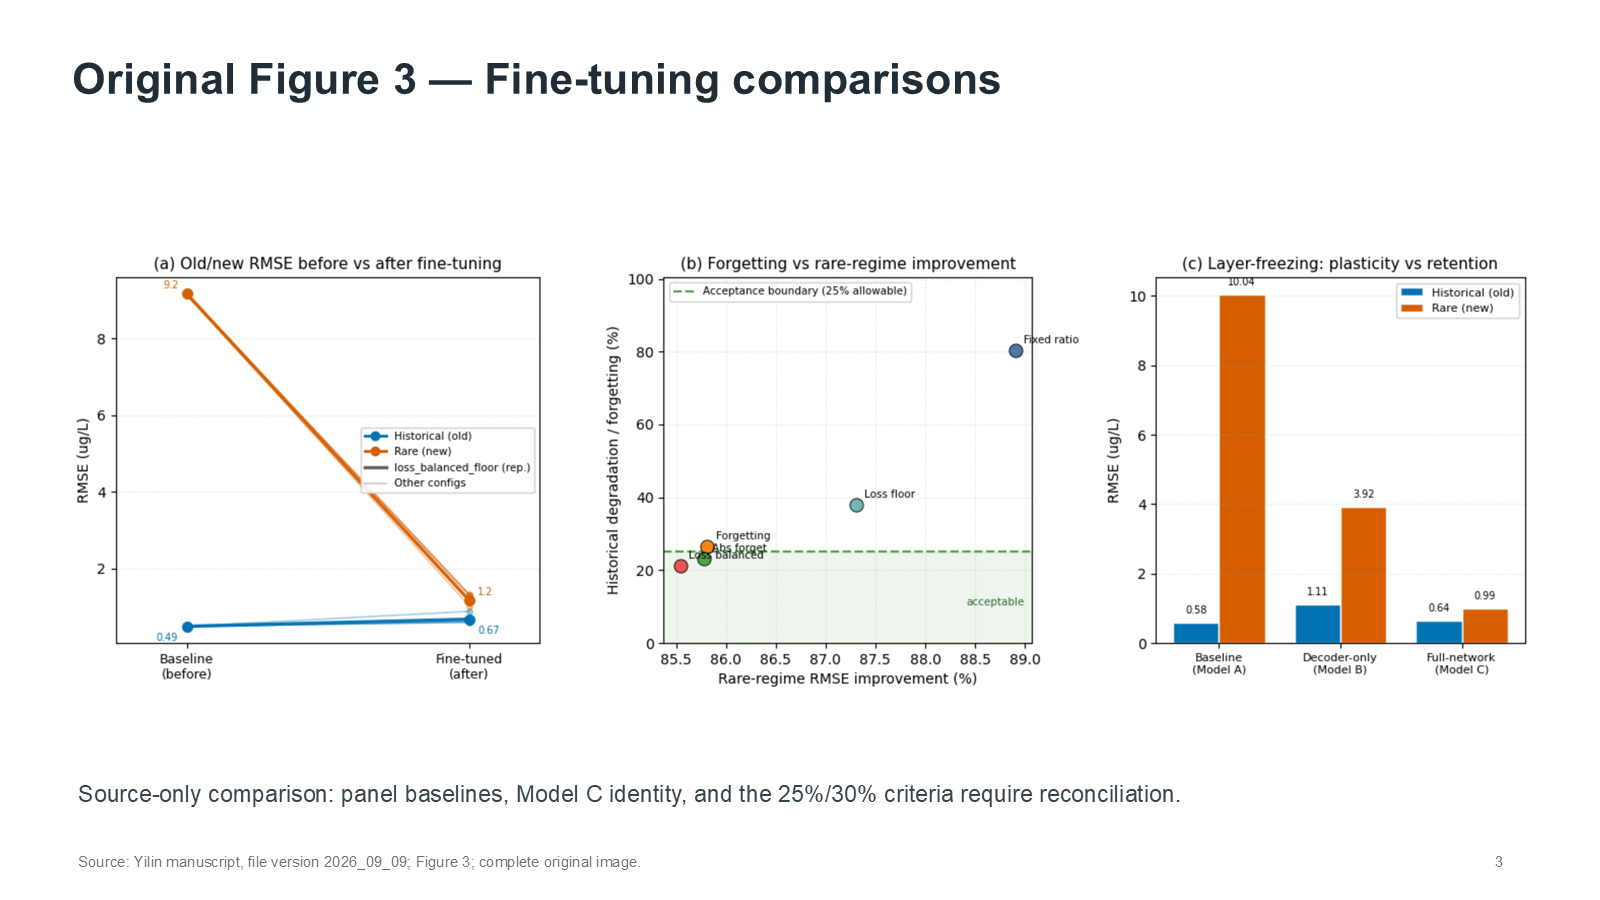 Original Figure 3 — Fine-tuning comparisons
(a) Old/new RMSE before vs after fine-tuning
9.2
8
6
4
2
RMSE (ug/L)
Historical (old)
Rare (new)
loss_balanced_floor (rep.)
Other configs
1.2
0.67
0.49
Baseline
(before)
Fine-tuned
(after)
(b) Forgetting vs rare-regime improvement
100
80
60
40
20
0
Historical degradation / forgetting (%)
Acceptance boundary (25% allowable)
Fixed ratio
Loss floor
Forgetting
Abs forget
Loss balanced
acceptable
85.5 86.0 86.5 87.0 87.5 88.0 88.5 89.0
Rare-regime RMSE improvement (%)
(c) Layer-freezing: plasticity vs retention
10
8
6
4
2
0
RMSE (ug/L)
Historical (old)
Rare (new)
0.58
10.04
1.11
3.92
0.64
0.99
Baseline
(Model A)
Decoder-only
(Model B)
Full-network
(Model C)
Source-only comparison: panel baselines, Model C identity, and the 25%/30% criteria require reconciliation.
Source: Yilin manuscript, file version 2026_09_09; Figure 3; complete original image.
3